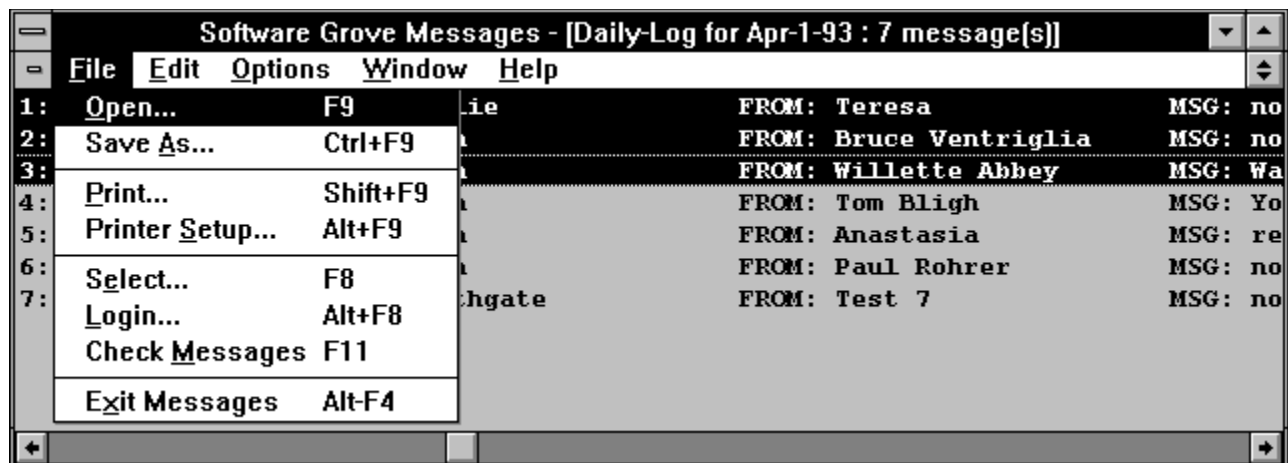 Software Grove Messages - [Daily-Log for Apr-1-93 : 7 message(s)]
File Edit Options Window Help
1: Open... F9 lie FROM: Teresa MSG: no
2: Save As... Ctrl+F9 FROM: Bruce Ventriglia MSG: no
3: FROM: Willette Abbey MSG: Wa
4: Print... Shift+F9 FROM: Tom Bligh MSG: Yo
5: Printer Setup... Alt+F9 FROM: Anastasia MSG: re
6: Select... F8 FROM: Paul Rohrer MSG: no
7: Login... Alt+F8 thgate FROM: Test 7 MSG: no
Check Messages F11
Exit Messages Alt-F4